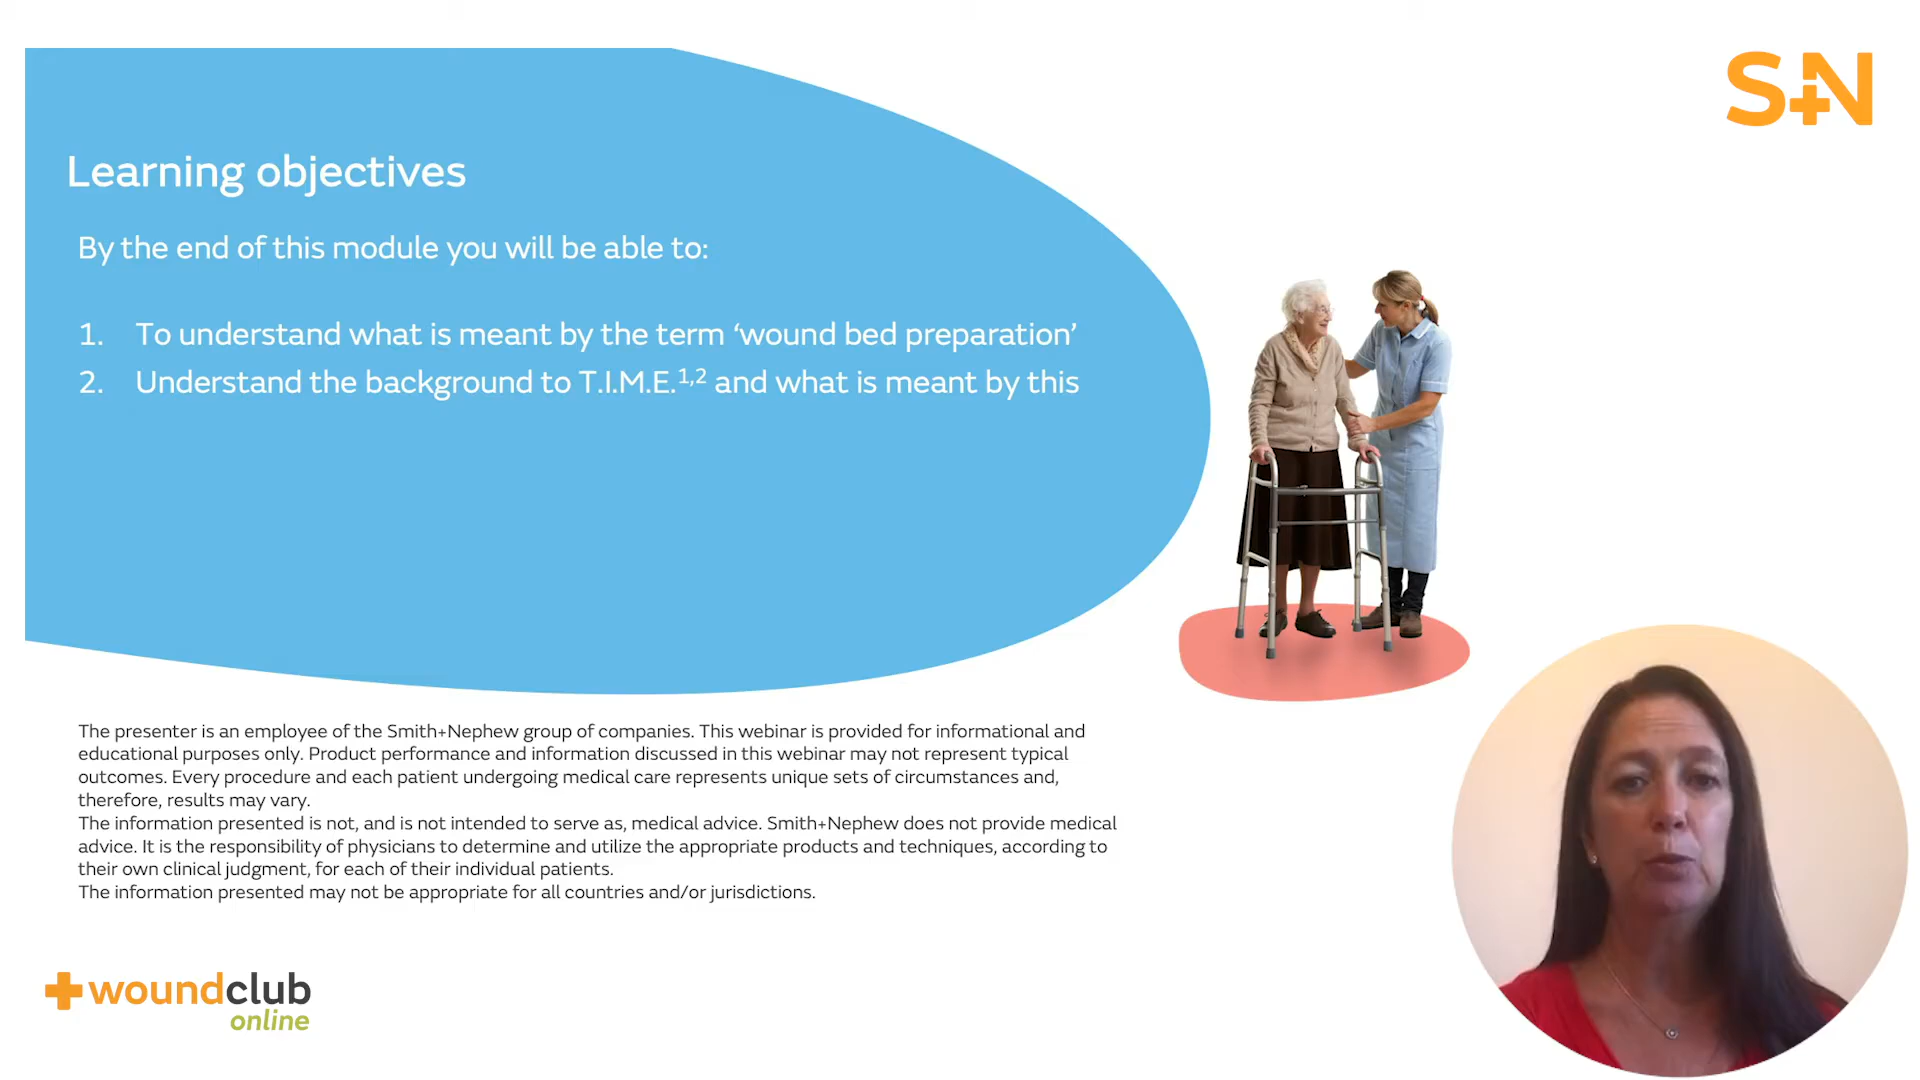 S+N
Learning objectives
By the end of this module you will be able to:
1. To understand what is meant by the term ‘wound bed preparation’
2. Understand the background to T.I.M.E.1,2 and what is meant by this
The presenter is an employee of the Smith+Nephew group of companies. This webinar is provided for informational and
educational purposes only. Product performance and information discussed in this webinar may not represent typical
outcomes. Every procedure and each patient undergoing medical care represents unique sets of circumstances and,
therefore, results may vary.
The information presented is not, and is not intended to serve as, medical advice. Smith+Nephew does not provide medical
advice. It is the responsibility of physicians to determine and utilize the appropriate products and techniques, according to
their own clinical judgment, for each of their individual patients.
The information presented may not be appropriate for all countries and/or jurisdictions.
woundclub
online